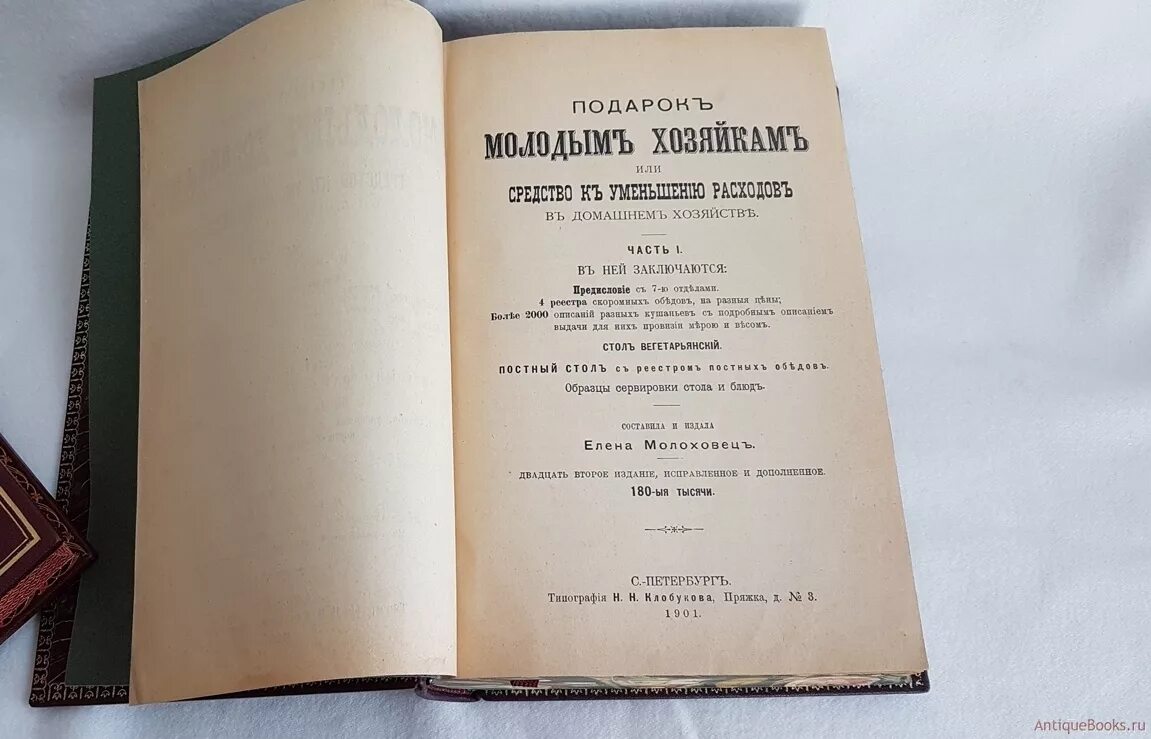 ПОДАРОКЪ
МОЛОДЫМЪ ХОЗЯЙКАМЪ
ИЛИ
СРЕДСТВО КЪ УМЕНЬШЕНІЮ РАСХОДОВЪ
ВЪ ДОМАШНЕМЪ ХОЗЯЙСТВѢ.
ЧАСТЬ I.
ВЪ НЕЙ ЗАКЛЮЧАЮТСЯ:
Предисловіе съ 7-ю отдѣлами.
4 реестра скоромныхъ обѣдовъ, на разныя цѣны;
Болѣе 2000 описаній разныхъ кушаньевъ съ подробнымъ описаніемъ
выдачи для нихъ провизіи мѣрою и вѣсомъ.
СТОЛЪ ВЕГЕТАРЬЯНСКІЙ.
ПОСТНЫЙ СТОЛЪ съ реестромъ постныхъ обѣдовъ.
Образцы сервировки стола и блюдъ.
СОСТАВИЛА И ИЗДАЛА
Елена Молоховецъ.
ДВАДЦАТЬ ВТОРОЕ ИЗДАНІЕ, ИСПРАВЛЕННОЕ И ДОПОЛНЕННОЕ.
180-ыя тысячи.
С.-ПЕТЕРБУРГЪ.
Типографія Н. Н. Клобукова, Пряжка, д. № 3.
1901.
AntiqueBooks.ru